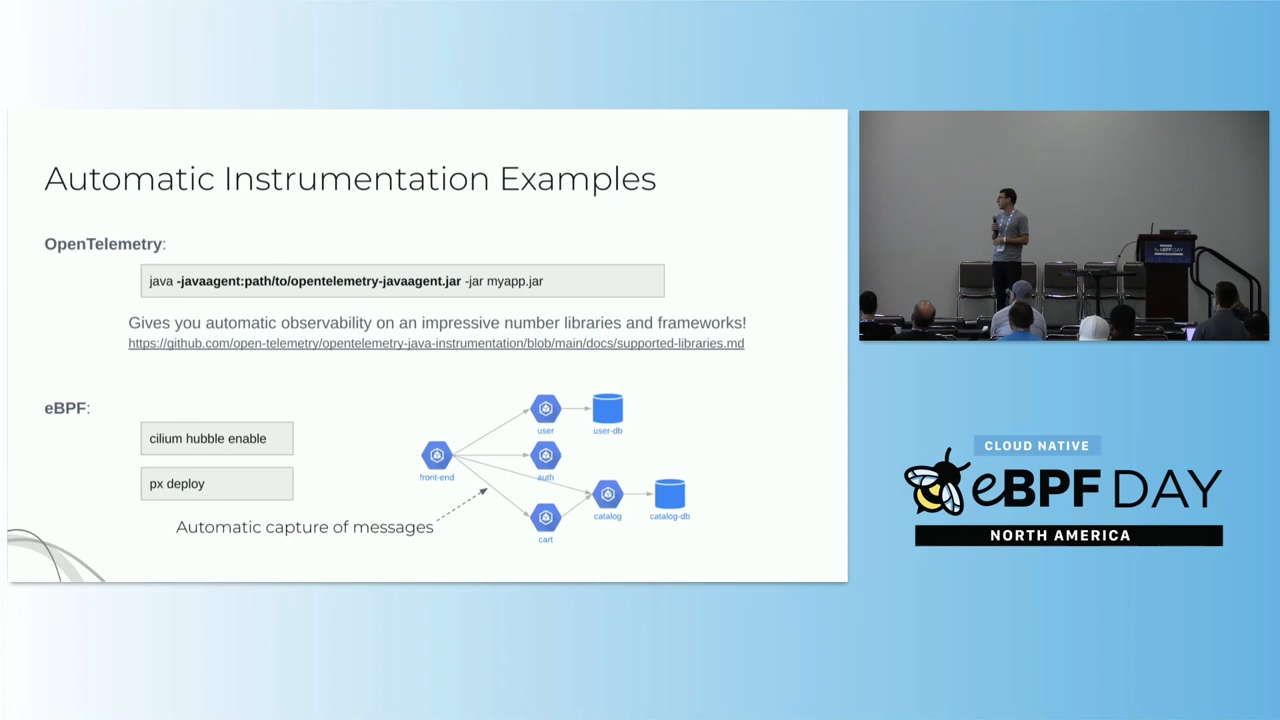 Automatic Instrumentation Examples
OpenTelemetry:
java -javaagent:path/to/opentelemetry-javaagent.jar -jar myapp.jar
Gives you automatic observability on an impressive number libraries and frameworks!
https://github.com/open-telemetry/opentelemetry-java-instrumentation/blob/main/docs/supported-libraries.md
eBPF:
cilium hubble enable
px deploy
Automatic capture of messages
front-end
user
user-db
auth
catalog
catalog-db
cart
eBPF DAY
CLOUD NATIVE
eBPF DAY
NORTH AMERICA